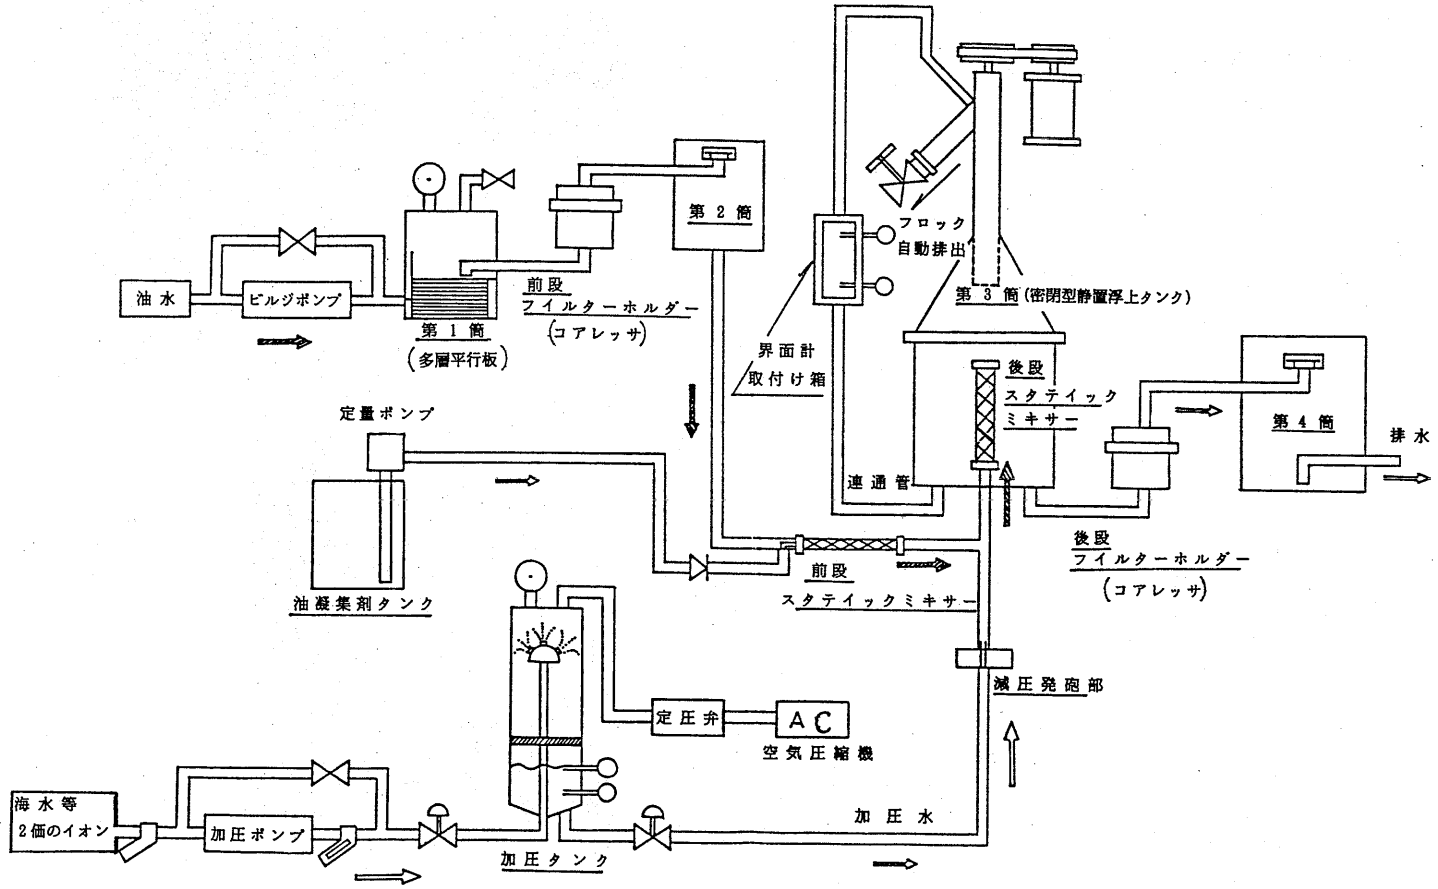 第2筒
フロック
自動排出
油水
ビルジポンプ
前段
フイルターホルダー
(コアレッサ)
第1筒
(多層平行板)
第3筒(密閉型静置浮上タンク)
界面計
取付け箱
後段
スタテイック
ミキサー
第4筒
排水
定量ポンプ
連通管
後段
フイルターホルダー
(コアレッサ)
前段
スタテイックミキサー
油凝集剤タンク
減圧発砲部
定圧弁
AC
空気圧縮機
海水等
2価のイオン
加圧ポンプ
加圧水
加圧タンク